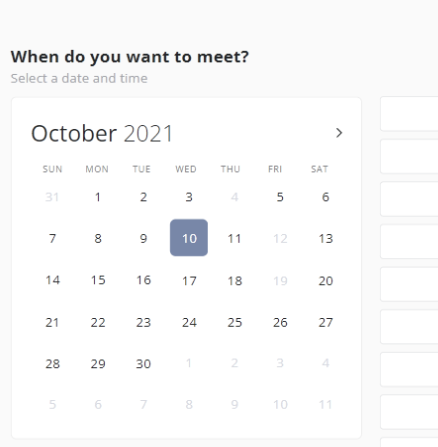 When do you want to meet?
Select a date and time
October 2021
SUN MON TUE WED THU FRI SAT
31 1 2 3 4 5 6
7 8 9 10 11 12 13
14 15 16 17 18 19 20
21 22 23 24 25 26 27
28 29 30 1 2 3 4
5 6 7 8 9 10 11